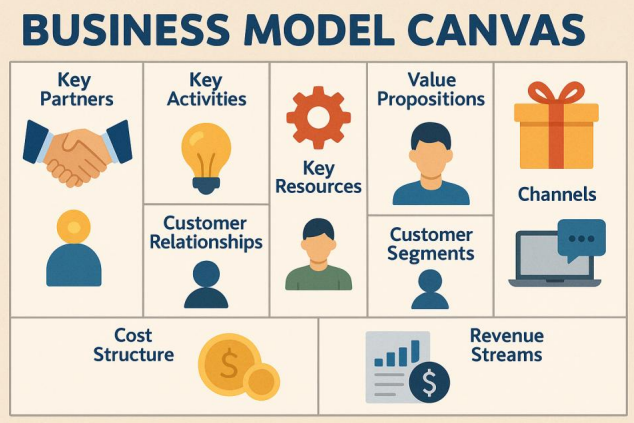 BUSINESS MODEL CANVAS
Key
Partners
Key
Activities
Customer
Relationships
Key
Resources
Value
Propositions
Customer
Segments
Channels
Cost
Structure
$
Revenue
Streams
$